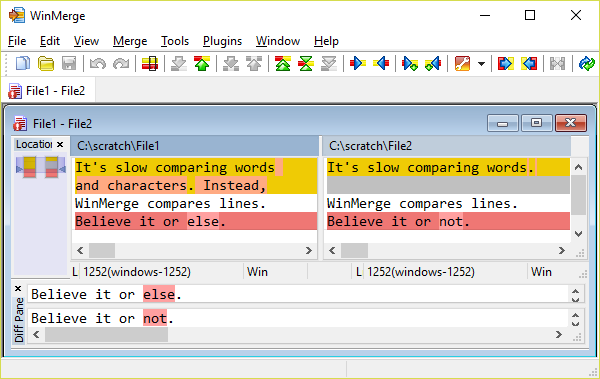 WinMerge
File Edit View Merge Tools Plugins Window Help
File1 - File2
File1 - File2
Location
C:\scratch\File1
C:\scratch\File2
It's slow comparing words
and characters. Instead,
WinMerge compares lines.
Believe it or else.
It's slow comparing words.
WinMerge compares lines.
Believe it or not.
L 1252(windows-1252) Win
L 1252(windows-1252) Win
Diff Pane
Believe it or else.
Believe it or not.